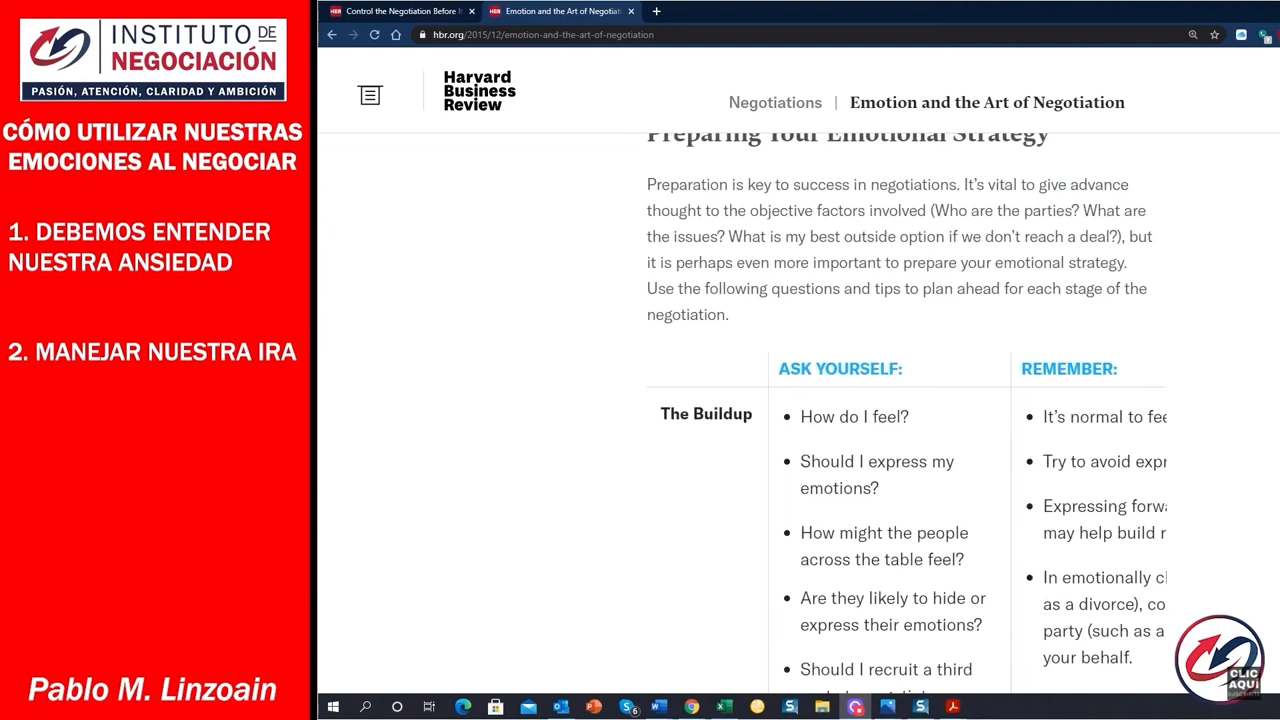 INSTITUTO DE
NEGOCIACIÓN
PASIÓN, ATENCIÓN, CLARIDAD Y AMBICIÓN
CÓMO UTILIZAR NUESTRAS
EMOCIONES AL NEGOCIAR
1. DEBEMOS ENTENDER
NUESTRA ANSIEDAD
2. MANEJAR NUESTRA IRA
Pablo M. Linzoain
HBR Control the Negotiation Before It
HBR Emotion and the Art of Negotiati
hbr.org/2015/12/emotion-and-the-art-of-negotiation
Harvard
Business
Review
Negotiations | Emotion and the Art of Negotiation
Preparing Your Emotional Strategy
Preparation is key to success in negotiations. It’s vital to give advance
thought to the objective factors involved (Who are the parties? What are
the issues? What is my best outside option if we don’t reach a deal?), but
it is perhaps even more important to prepare your emotional strategy.
Use the following questions and tips to plan ahead for each stage of the
negotiation.
ASK YOURSELF:
REMEMBER:
The Buildup
• How do I feel?
• Should I express my
emotions?
• How might the people
across the table feel?
• Are they likely to hide or
express their emotions?
• Should I recruit a third
• It’s normal to fee
• Try to avoid expr
• Expressing forwa
may help build r
• In emotionally cl
as a divorce), co
party (such as a
your behalf.
CLIC
AQUÍ